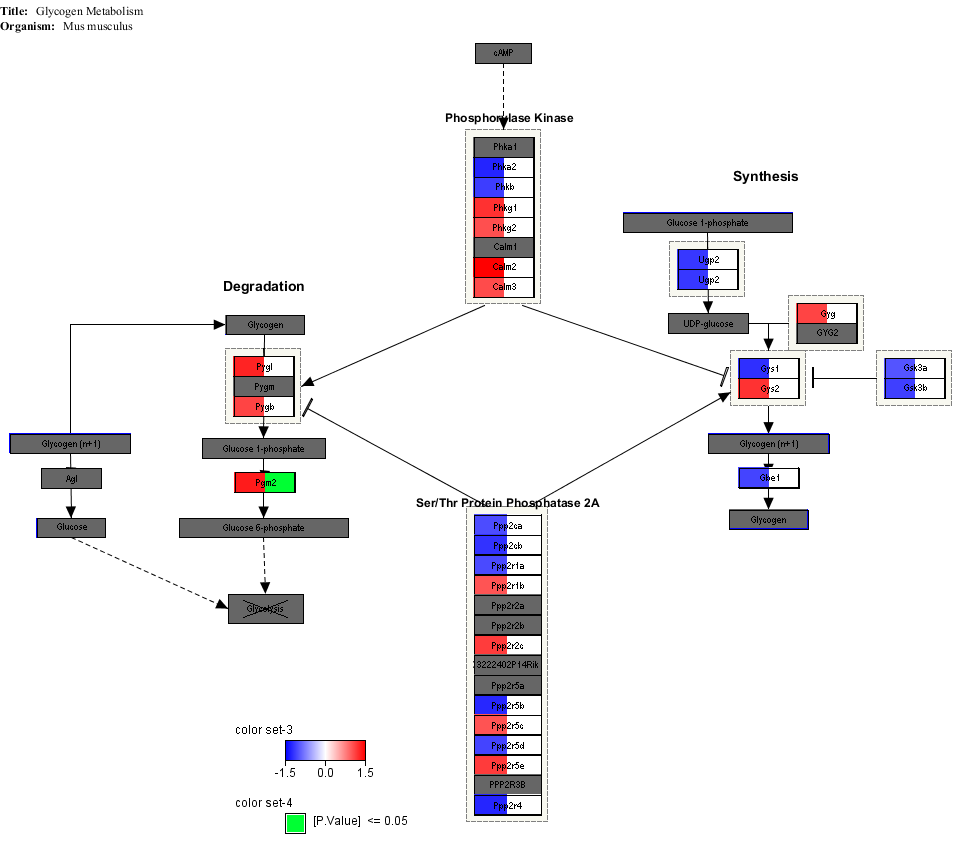 Title: Glycogen Metabolism
Organism: Mus musculus
cAMP
Phosphorylase Kinase
Phka1
Phka2
Phkb
Phkg1
Phkg2
Calm1
Calm2
Calm3
Synthesis
Glucose 1-phosphate
Ugp2
Ugp2
UDP-glucose
Gyg
GYG2
Gys1
Gys2
Gsk3a
Gsk3b
Glycogen (n+1)
Gbe1
Glycogen
Degradation
Glycogen
Pygl
Pygm
Pygb
Glycogen (n+1)
Glucose 1-phosphate
Agl
Pgm2
Glucose
Glucose 6-phosphate
Glycolysis
Ser/Thr Protein Phosphatase 2A
Ppp2ca
Ppp2cb
Ppp2r1a
Ppp2r1b
Ppp2r2a
Ppp2r2b
Ppp2r2c
3222402P14Rik
Ppp2r5a
Ppp2r5b
Ppp2r5c
Ppp2r5d
Ppp2r5e
PPP2R3B
Ppp2r4
color set-3
-1.5 0.0 1.5
color set-4
[P.Value] <= 0.05